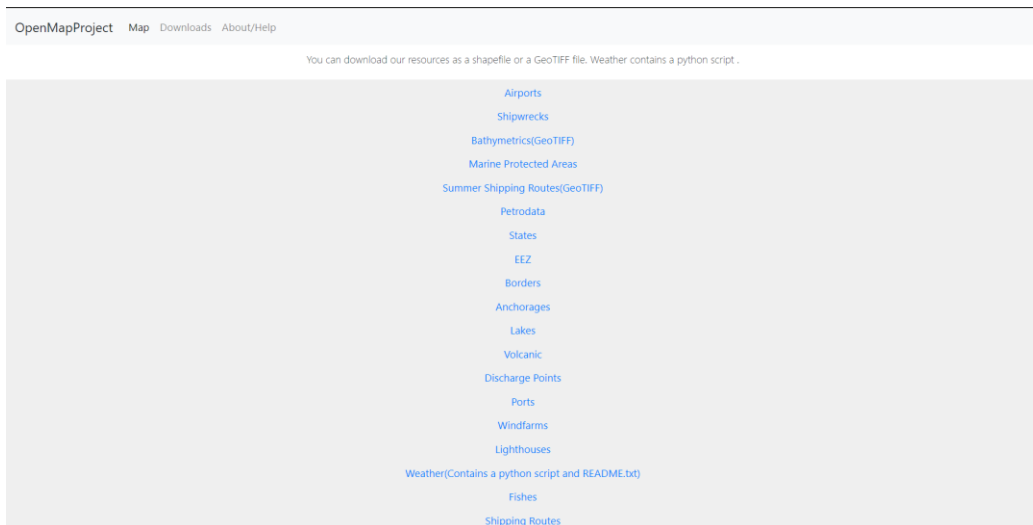 OpenMapProject Map Downloads About/Help
You can download our resources as a shapefile or a GeoTIFF file. Weather contains a python script .
Airports
Shipwrecks
Bathymetrics(GeoTIFF)
Marine Protected Areas
Summer Shipping Routes(GeoTIFF)
Petrodata
States
EEZ
Borders
Anchorages
Lakes
Volcanic
Discharge Points
Ports
Windfarms
Lighthouses
Weather(Contains a python script and README.txt)
Fishes
Shipping Routes